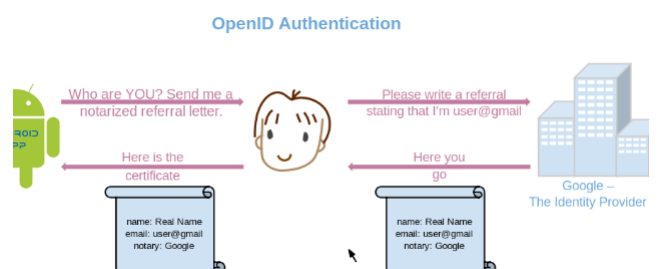 OpenID Authentication
Who are YOU? Send me a
notarized referral letter.
Please write a referral
stating that I'm user@gmail
ROID
PP
Here is the
certificate
Here you
go
Google –
The Identity Provider
name: Real Name
email: user@gmail
notary: Google
name: Real Name
email: user@gmail
notary: Google